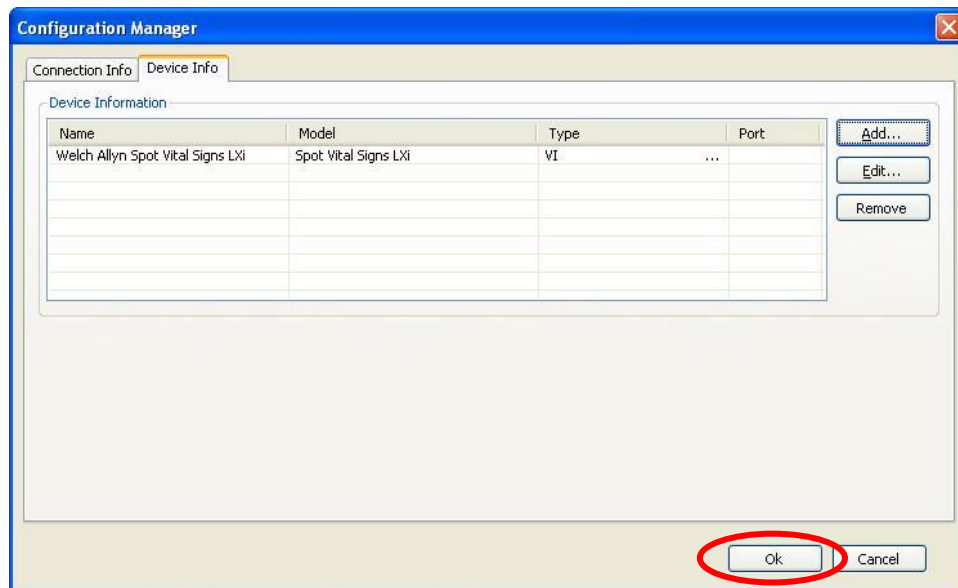 Configuration Manager
Connection Info Device Info
Device Information
Name Model Type Port Add...
Welch Allyn Spot Vital Signs LXi Spot Vital Signs LXi VI ...
Edit...
Remove
Ok Cancel